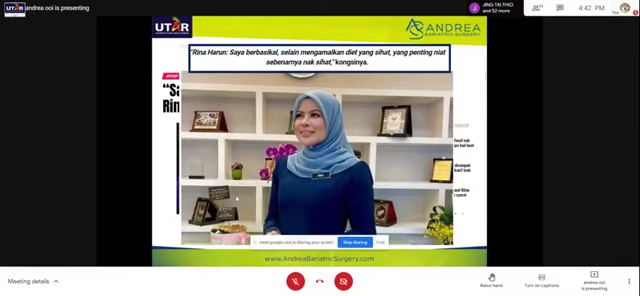 andrea ooi is presenting
JING TAI THIO
and 52 more
4:42 PM
You
UTAR
ANDREA
BARIATRIC SURGERY
"Rina Harun: Saya berbasikal, selain mengamalkan diet yang sihat, yang penting niat
sebenarnya nak sihat,"kongsinya.
"Sa
Rin
meet.google.com is sharing your screen.
Stop sharing
Hide
www.AndreaBariatricSurgery.com
Meeting details
Raise hand
Turn on captions
andrea ooi
is presenting